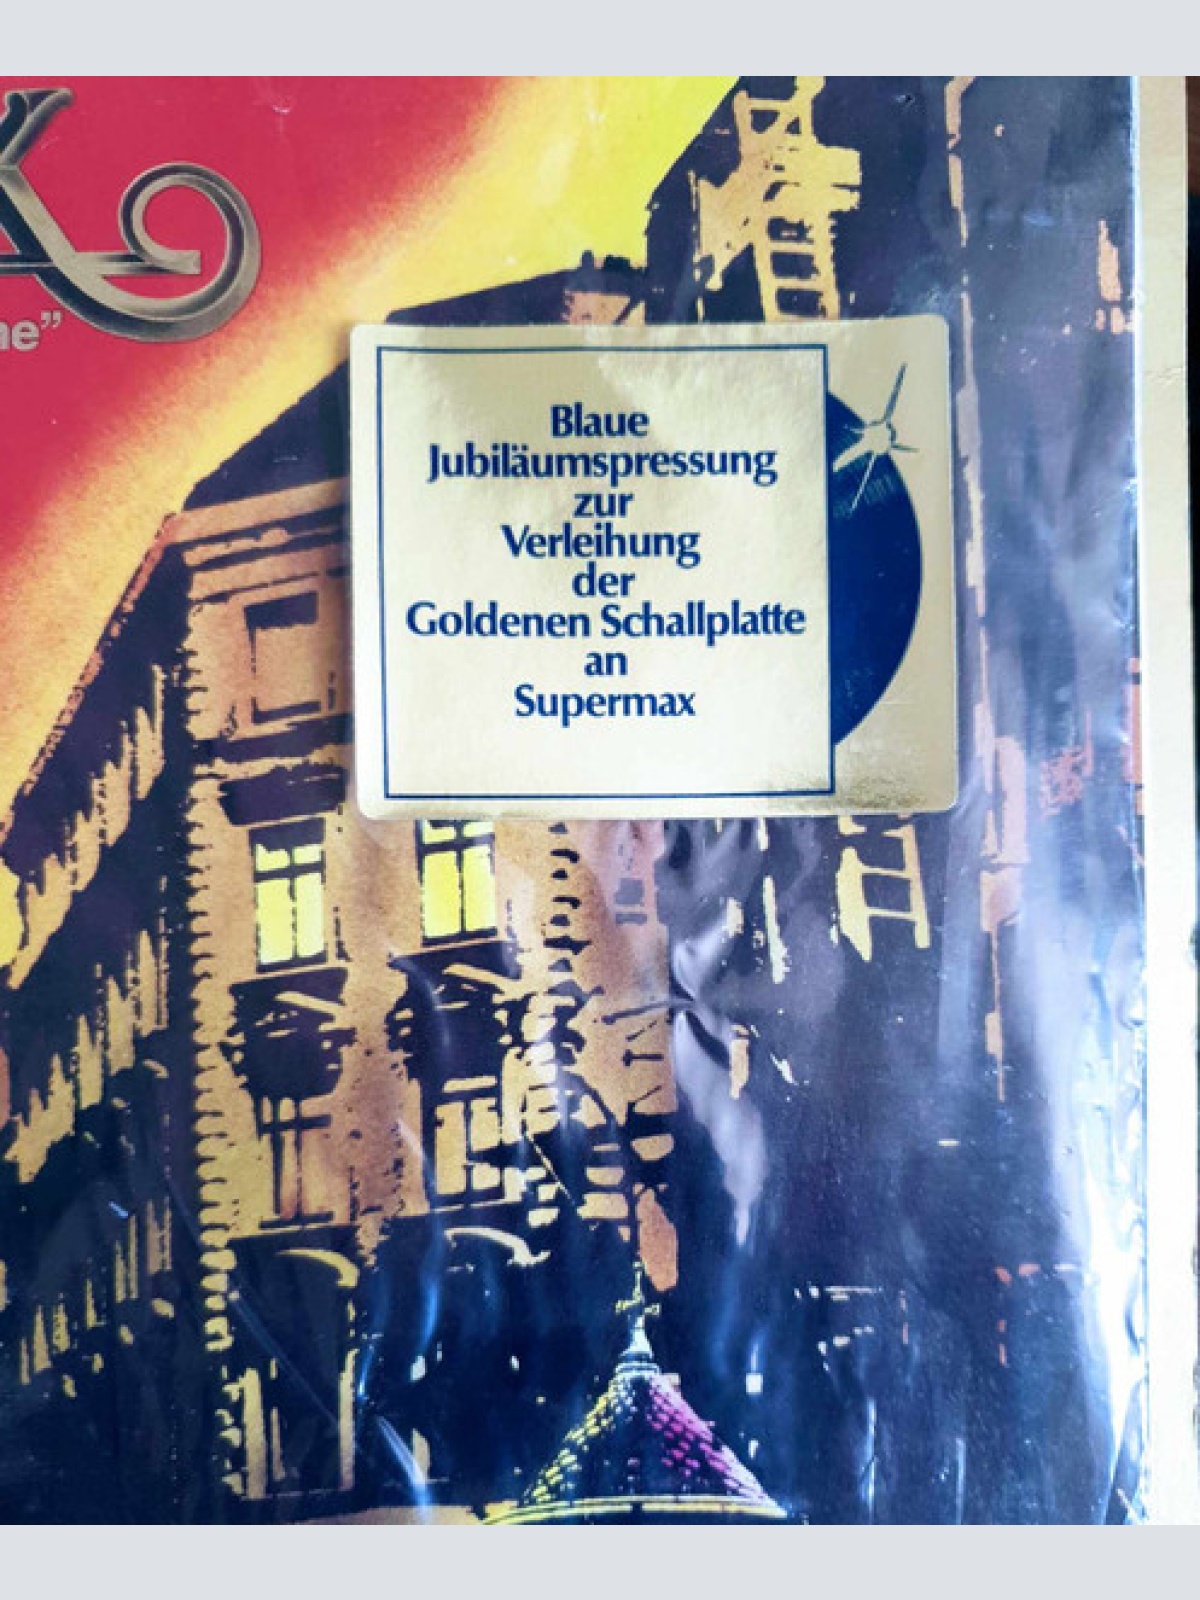 Blaue
Jubiläumspressung
zur
Verleihung
der
Goldenen Schallplatte
an
Supermax